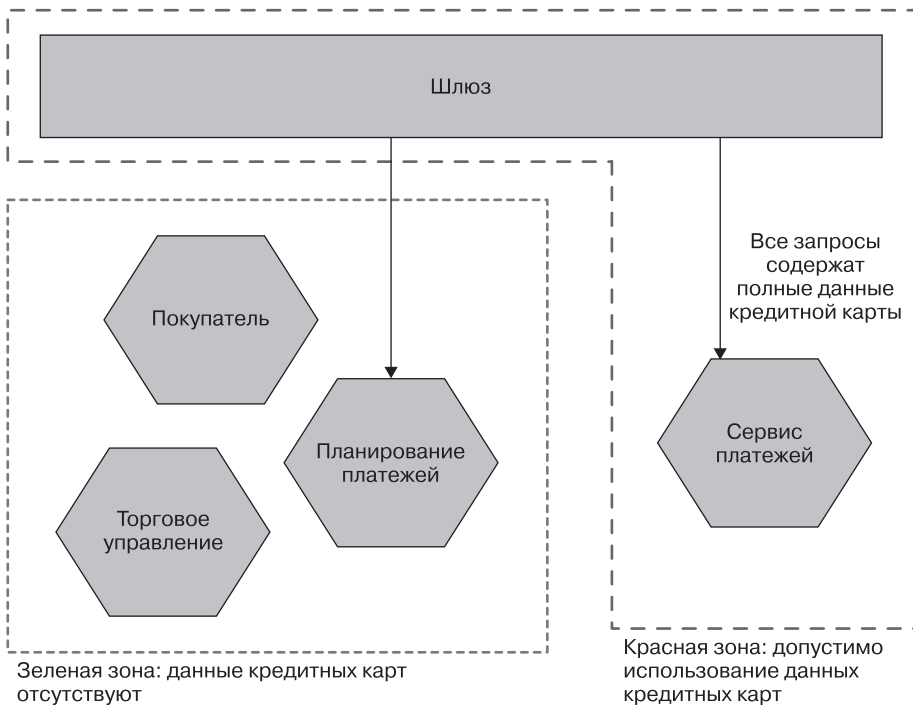 Шлюз
Все запросы
содержат
полные данные
кредитной карты
Покупатель
Планирование
платежей
Сервис
платежей
Торговое
управление
Зеленая зона: данные кредитных карт
отсутствуют
Красная зона: допустимо
использование данных
кредитных карт